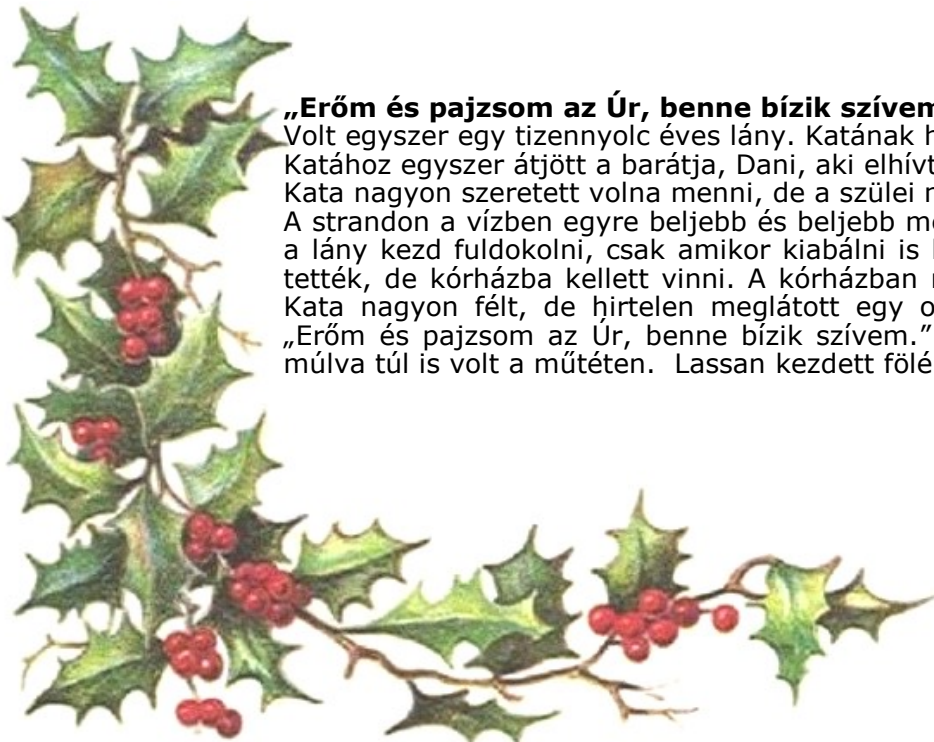 „Erőm és pajzsom az Úr, benne bízik szívem
Volt egyszer egy tizennyolc éves lány. Katának
Katához egyszer átjött a barátja, Dani, aki
Kata nagyon szeretett volna menni, de a szülei
A strandon a vízben egyre beljebb és beljebb
a lány kezd fuldokolni, csak amikor kiabálni is
tették, de kórházba kellett vinni. A kórházban
Kata nagyon félt, de hirtelen meglátott egy
„Erőm és pajzsom az Úr, benne bízik szívem.”
múlva túl is volt a műtéten. Lassan kezdett